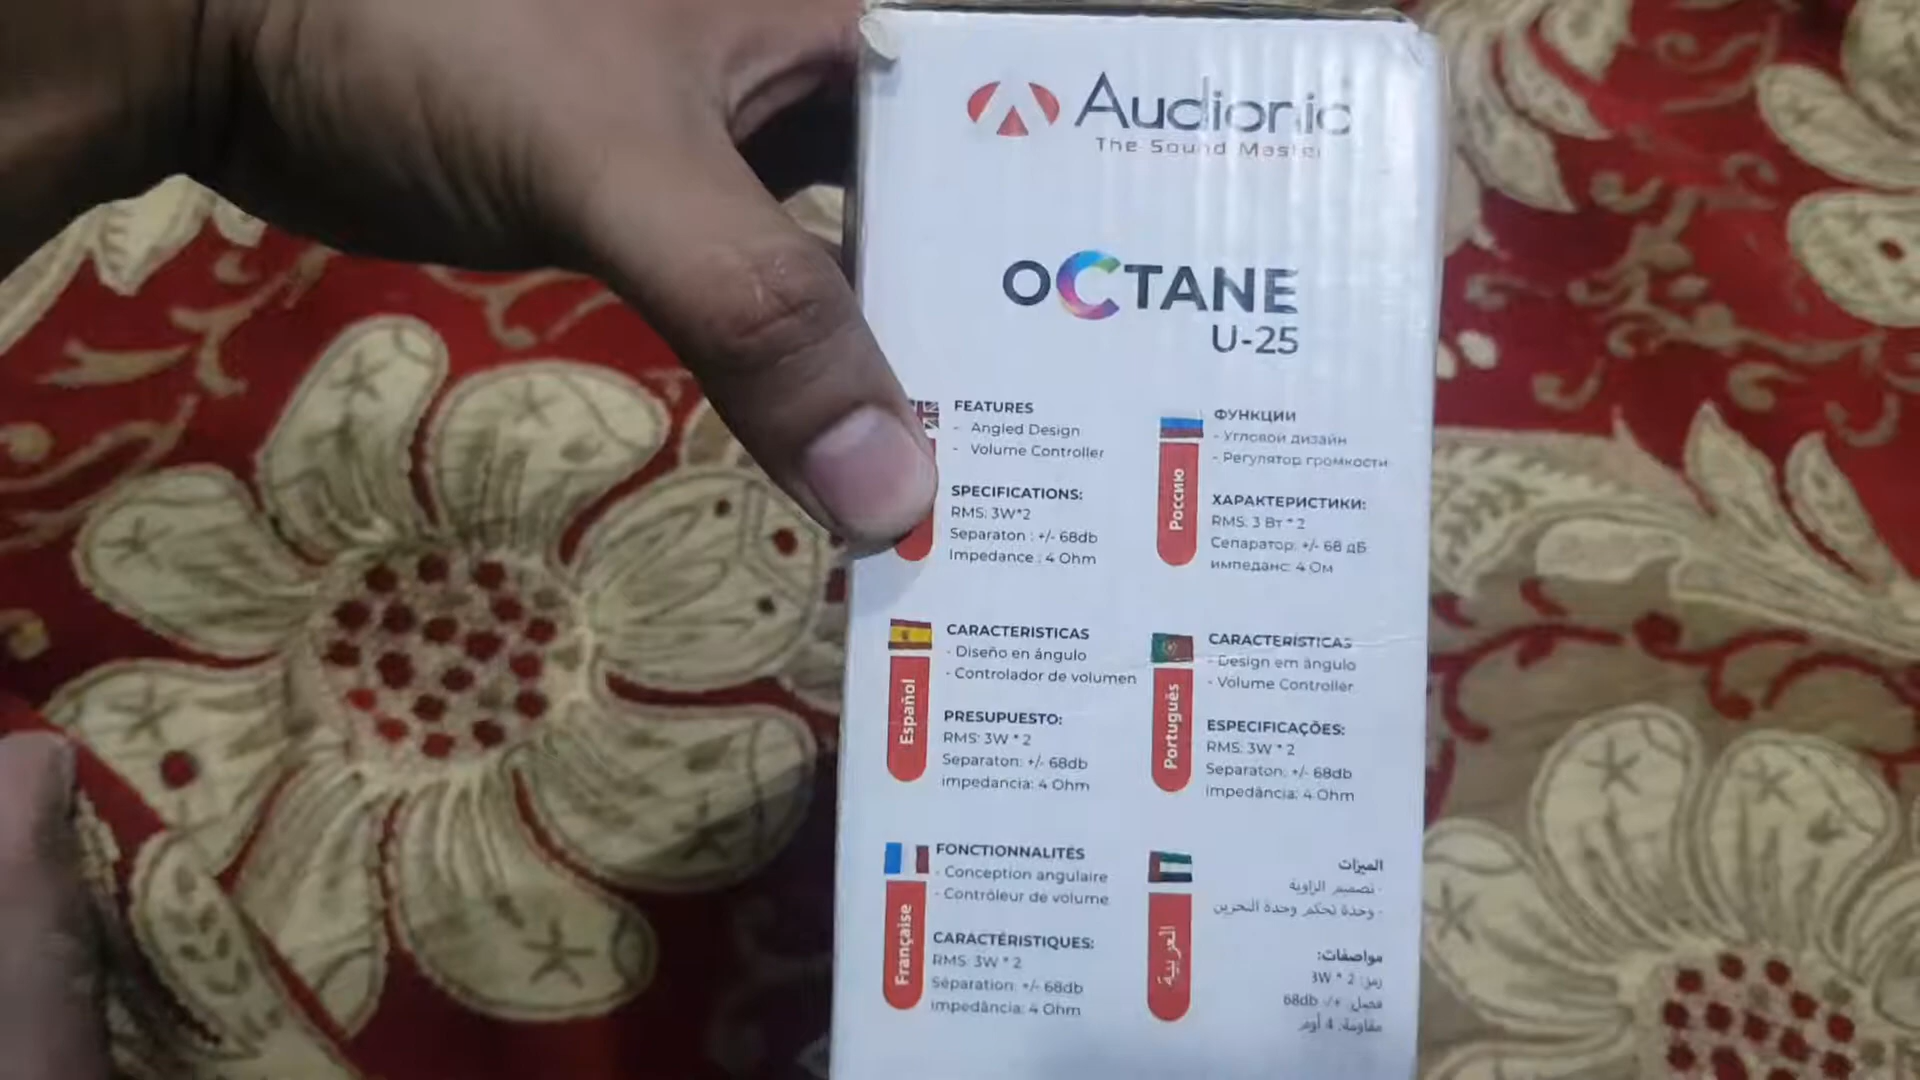 Audionic
The Sound Master
OCTANE
U-25
FEATURES
- Angled Design
- Volume Controller
SPECIFICATIONS:
RMS: 3W*2
Separaton : +/- 68db
Impedance : 4 Ohm
Россию
ФУНКЦИИ
- Угловой дизайн
- Регулятор громкости
ХАРАКТЕРИСТИКИ:
RMS: 3 Вт * 2
Сепаратор: +/- 68 дБ
импеданс: 4 Ом
Español
CARACTERISTICAS
- Diseño en ángulo
- Controlador de volumen
PRESUPUESTO:
RMS: 3W * 2
Separaton: +/- 68db
impedancia: 4 Ohm
Português
CARACTERÍSTICAS
- Design em ângulo
- Volume Controller
ESPECIFICAÇÕES:
RMS: 3W * 2
Separaton: +/- 68db
impedância: 4 Ohm
Française
FONCTIONNALITÉS
- Conception angulaire
- Contrôleur de volume
CARACTÉRISTIQUES:
RMS: 3W * 2
Séparation: +/- 68db
impedância: 4 Ohm
العربية
الميزات
- تصميم الزاوية
- وحدة تحكم وحدة التخزين
مواصفات:
رمز: 2 * 3W
فصل: +/- 68db
مقاومة: 4 أوم